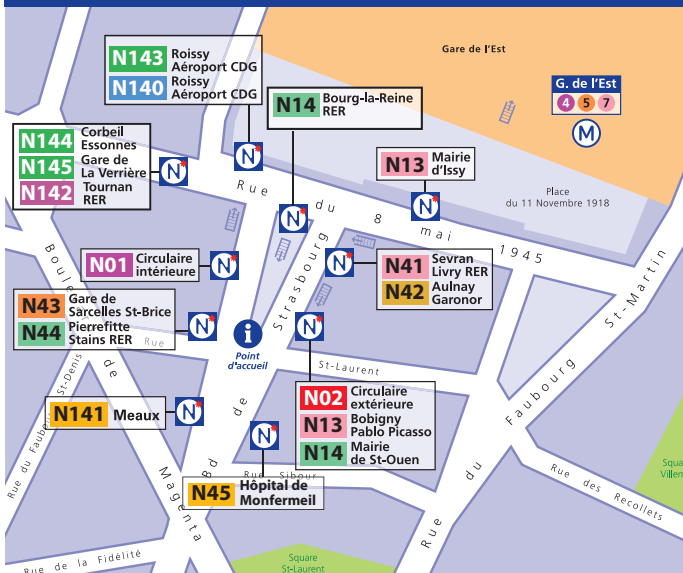 Gare de l'Est
G. de l'Est
4 5 7
M
N143 Roissy
Aéroport CDG
N140 Roissy
Aéroport CDG
N14 Bourg-la-Reine
RER
N144 Corbeil
Essonnes
N145 Gare de
La Verrière
N142 Tournan
RER
N13 Mairie
d'Issy
N
N
N
N
N
Place
du 11 Novembre 1918
Rue du 8 mai 1945
N01 Circulaire
intérieure
N
N
N41 Sevran
Livry RER
N42 Aulnay
Garonor
N43 Gare de
Sarcelles St-Brice
N44 Pierrefitte
Stains RER
N
N
i
Point
d'accueil
Rue St-Laurent
Bd de Strasbourg
Boule de Magenta
Rue du Faubourg St-Martin
Rue du Faubou St-Denis
N02 Circulaire
extérieure
N13 Bobigny
Pablo Picasso
N14 Mairie
de St-Ouen
N141 Meaux
N
N
N45 Hôpital de
Monfermeil
Rue Sibour
Rue des Recollets
Squa
Villem
Rue de la Fidélité
Square
St-Laurent